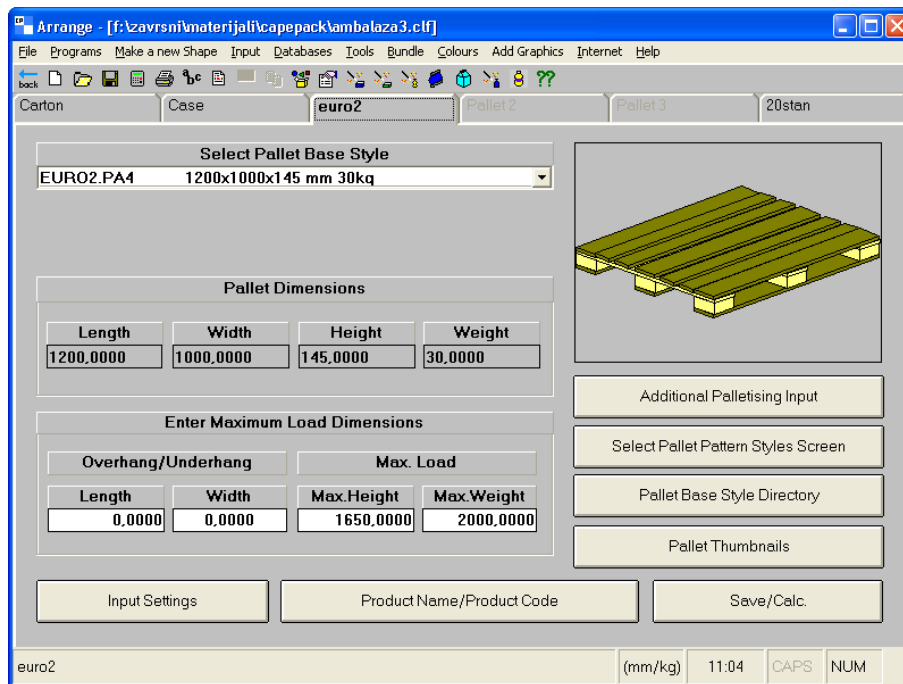 Arrange - [f:\zavrsni\materijali\capepack\ambalaza3.clf]
File Programs Make a new Shape Input Databases Tools Bundle Colours Add Graphics Internet Help
back abc ??
Carton Case euro2 Pallet 2 Pallet 3 20stan
Select Pallet Base Style
EURO2.PA4 1200x1000x145 mm 30kg
Pallet Dimensions
Length Width Height Weight
1200,0000 1000,0000 145,0000 30,0000
Additional Palletising Input
Enter Maximum Load Dimensions
Select Pallet Pattern Styles Screen
Overhang/Underhang Max. Load
Length Width Max.Height Max.Weight
Pallet Base Style Directory
0,0000 0,0000 1650,0000 2000,0000
Pallet Thumbnails
Input Settings Product Name/Product Code Save/Calc.
euro2 (mm/kg) 11:04 CAPS NUM